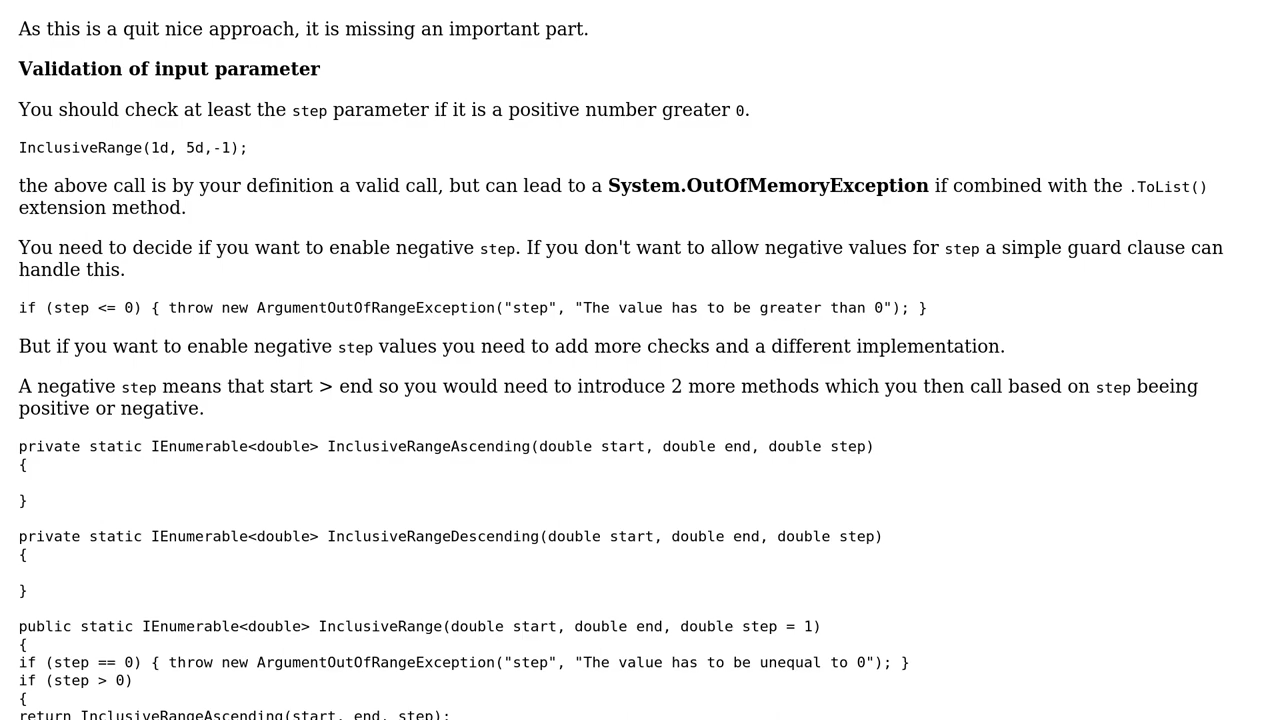 As this is a quit nice approach, it is missing an important part.
Validation of input parameter
You should check at least the step parameter if it is a positive number greater 0.
InclusiveRange(1d, 5d,-1);
the above call is by your definition a valid call, but can lead to a System.OutOfMemoryException if combined with the .ToList()
extension method.
You need to decide if you want to enable negative step. If you don't want to allow negative values for step a simple guard clause can
handle this.
if (step <= 0) { throw new ArgumentOutOfRangeException("step", "The value has to be greater than 0"); }
But if you want to enable negative step values you need to add more checks and a different implementation.
A negative step means that start > end so you would need to introduce 2 more methods which you then call based on step beeing
positive or negative.
private static IEnumerable<double> InclusiveRangeAscending(double start, double end, double step)
{
}
private static IEnumerable<double> InclusiveRangeDescending(double start, double end, double step)
{
}
public static IEnumerable<double> InclusiveRange(double start, double end, double step = 1)
{
if (step == 0) { throw new ArgumentOutOfRangeException("step", "The value has to be unequal to 0"); }
if (step > 0)
{
return InclusiveRangeAscending(start, end, step);